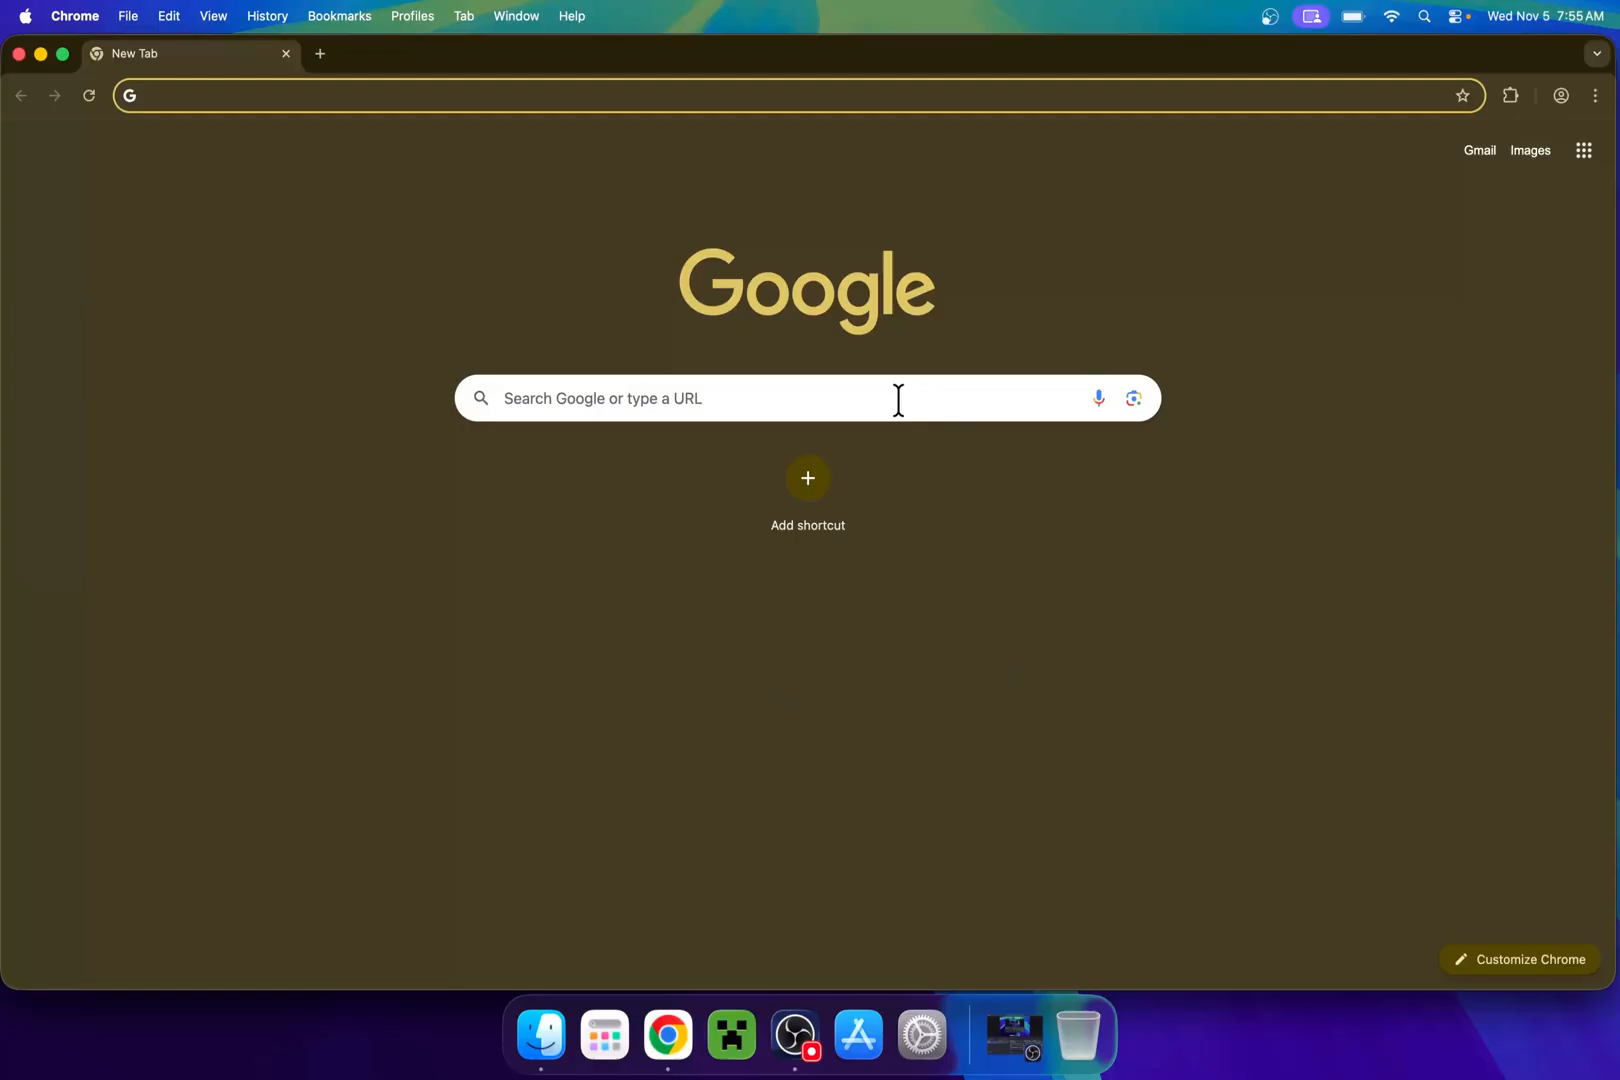 Chrome File Edit View History Bookmarks Profiles Tab Window Help Wed Nov 5 7:55 AM
New Tab
G
Gmail Images
Google
Search Google or type a URL
Add shortcut
Customize Chrome